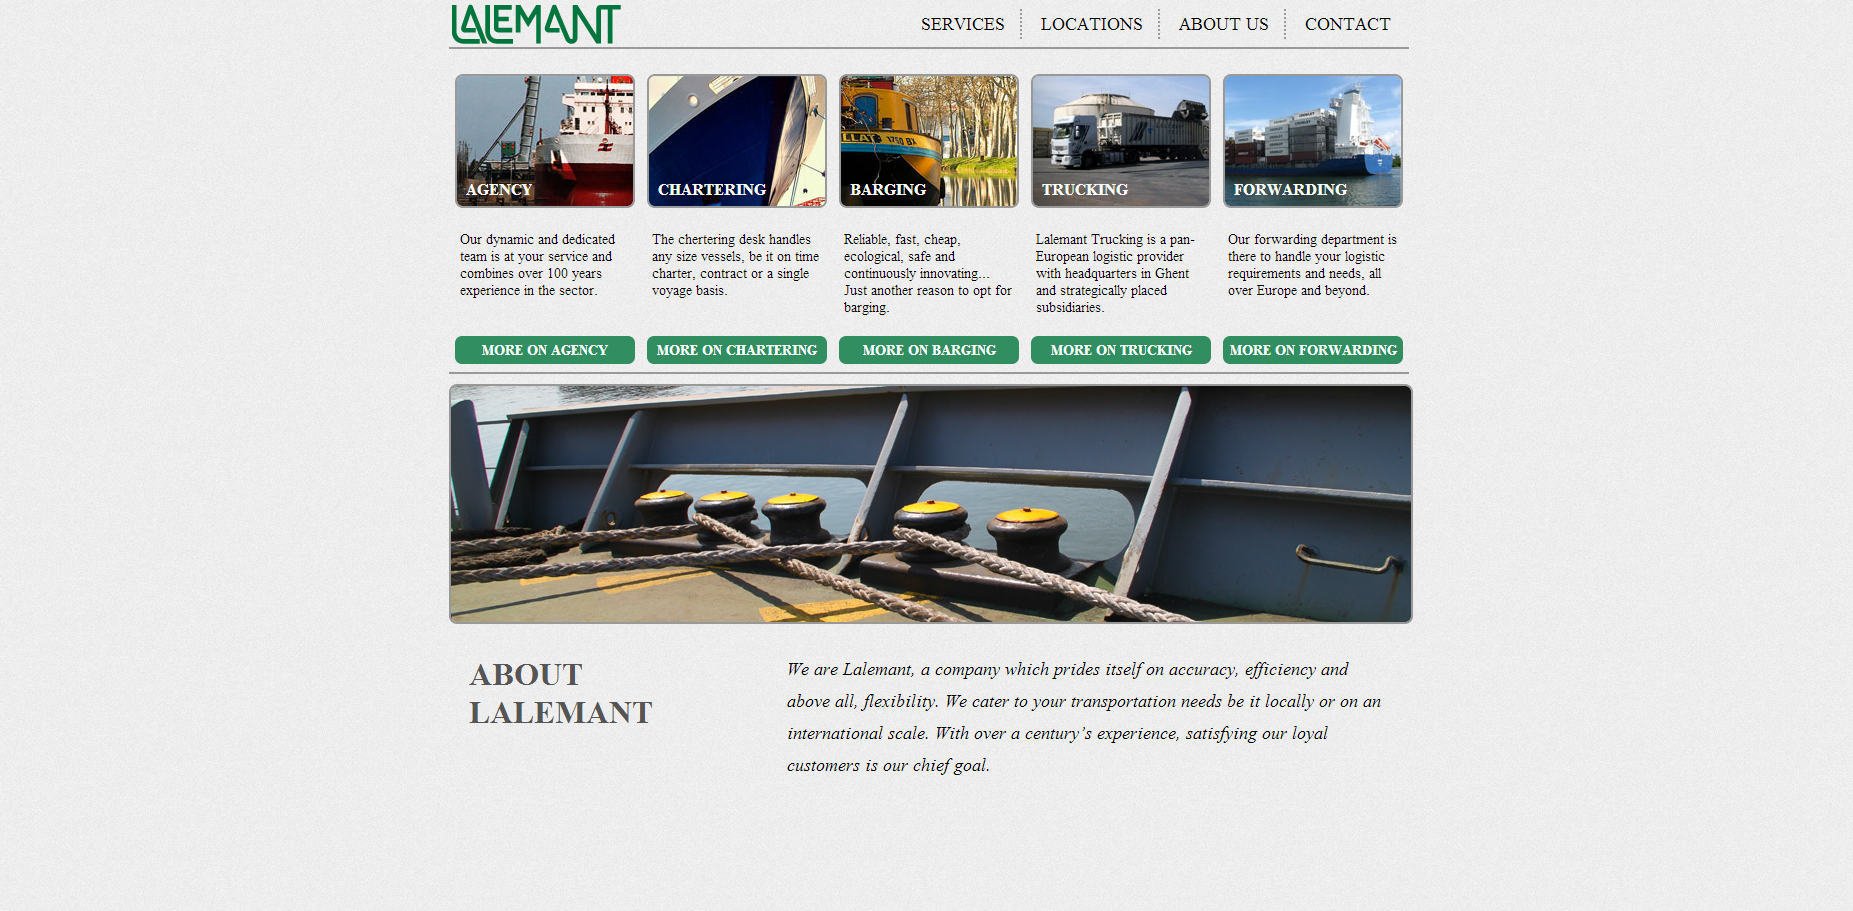 LALEMANT
SERVICES
LOCATIONS
ABOUT US
CONTACT
AGENCY
CHARTERING
BARGING
TRUCKING
FORWARDING
Our dynamic and dedicated
team is at your service and
combines over 100 years
experience in the sector.
The chertering desk handles
any size vessels, be it on time
charter, contract or a single
voyage basis.
Reliable, fast, cheap,
ecological, safe and
continuously innovating...
Just another reason to opt for
barging.
Lalemant Trucking is a pan-
European logistic provider
with headquarters in Ghent
and strategically placed
subsidiaries.
Our forwarding department is
there to handle your logistic
requirements and needs, all
over Europe and beyond.
MORE ON AGENCY
MORE ON CHARTERING
MORE ON BARGING
MORE ON TRUCKING
MORE ON FORWARDING
ABOUT
LALEMANT
We are Lalemant, a company which prides itself on accuracy, efficiency and
above all, flexibility. We cater to your transportation needs be it locally or on an
international scale. With over a century’s experience, satisfying our loyal
customers is our chief goal.